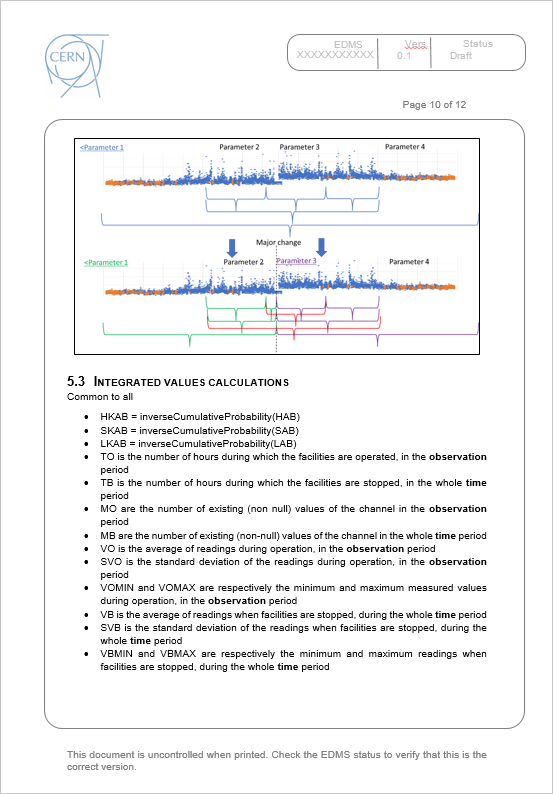 CERN
EDMS Vers. Status
XXXXXXXXXXX 0.1 Draft
Page 10 of 12
<Parameter 1 Parameter 2 Parameter 3 Parameter 4
Major change
<Parameter 1 Parameter 2 Parameter 3 Parameter 4
5.3 INTEGRATED VALUES CALCULATIONS
Common to all
• HKAB = inverseCumulativeProbability(HAB)
• SKAB = inverseCumulativeProbability(SAB)
• LKAB = inverseCumulativeProbability(LAB)
• TO is the number of hours during which the facilities are operated, in the observation
period
• TB is the number of hours during which the facilities are stopped, in the whole time
period
• MO are the number of existing (non null) values of the channel in the observation
period
• MB are the number of existing (non-null) values of the channel in the whole time period
• VO is the average of readings during operation, in the observation period
• SVO is the standard deviation of the readings during operation, in the observation
period
• VOMIN and VOMAX are respectively the minimum and maximum measured values
during operation, in the observation period
• VB is the average of readings when facilities are stopped, during the whole time period
• SVB is the standard deviation of the readings when facilities are stopped, during the
whole time period
• VBMIN and VBMAX are respectively the minimum and maximum readings when
facilities are stopped, during the whole time period
This document is uncontrolled when printed. Check the EDMS status to verify that this is the
correct version.